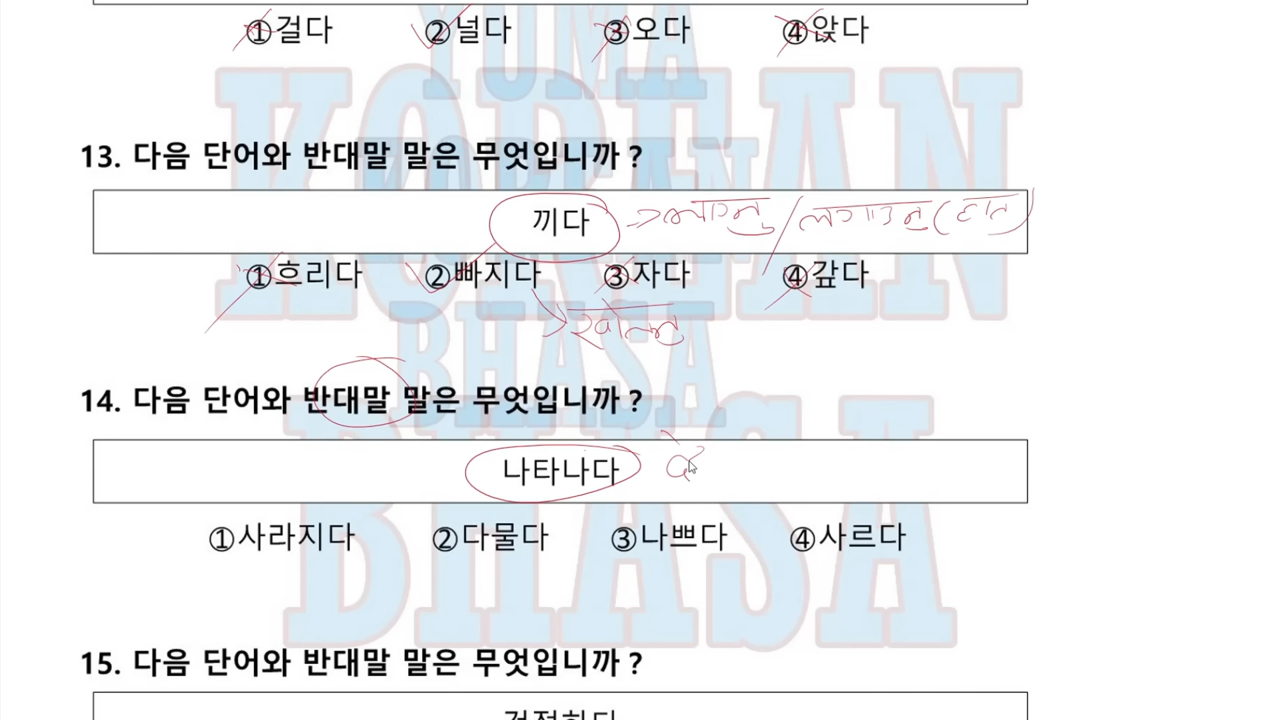 ①걸다 ②널다 ③오다 ④앉다
YUMA
KOREAN
KOREAN
13. 다음 단어와 반대말 말은 무엇입니까 ?
끼다
①흐리다 ②빠지다 ③자다 ④갚다
खोल्नु
BHASA
14. 다음 단어와 반대말 말은 무엇입니까 ?
나타나다
①사라지다 ②다물다 ③나쁘다 ④사르다
BHASA
15. 다음 단어와 반대말 말은 무엇입니까 ?